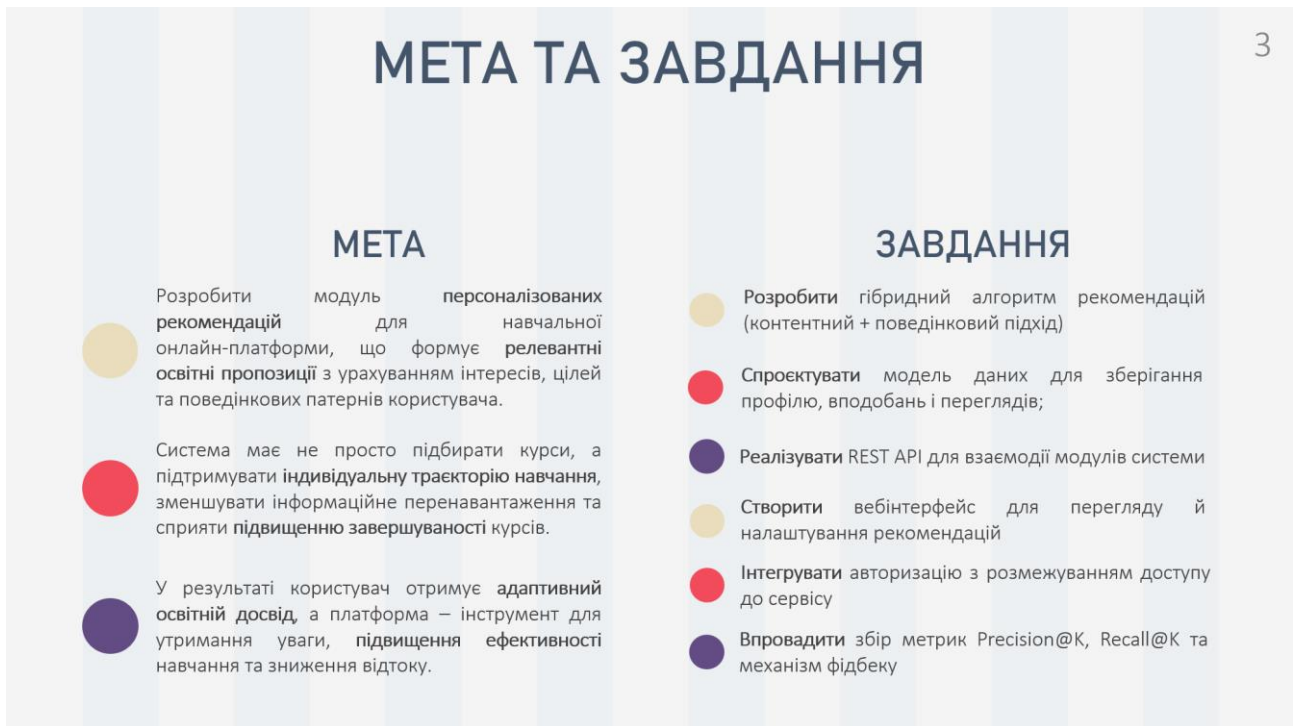 МЕТА ТА ЗАВДАННЯ
3
МЕТА
Розробити модуль персоналізованих
рекомендацій для навчальної
онлайн-платформи, що формує релевантні
освітні пропозиції з урахуванням інтересів, цілей
та поведінкових патернів користувача.
Система має не просто підбирати курси, а
підтримувати індивідуальну траєкторію навчання,
зменшувати інформаційне перенавантаження та
сприяти підвищенню завершуваності курсів.
У результаті користувач отримує адаптивний
освітній досвід, а платформа – інструмент для
утримання уваги, підвищення ефективності
навчання та зниження відтоку.
ЗАВДАННЯ
Розробити гібридний алгоритм рекомендацій
(контентний + поведінковий підхід)
Спроєктувати модель даних для зберігання
профілю, вподобань і переглядів;
Реалізувати REST API для взаємодії модулів системи
Створити вебінтерфейс для перегляду й
налаштування рекомендацій
Інтегрувати авторизацію з розмежуванням доступу
до сервісу
Впровадити збір метрик Precision@K, Recall@K та
механізм фідбеку